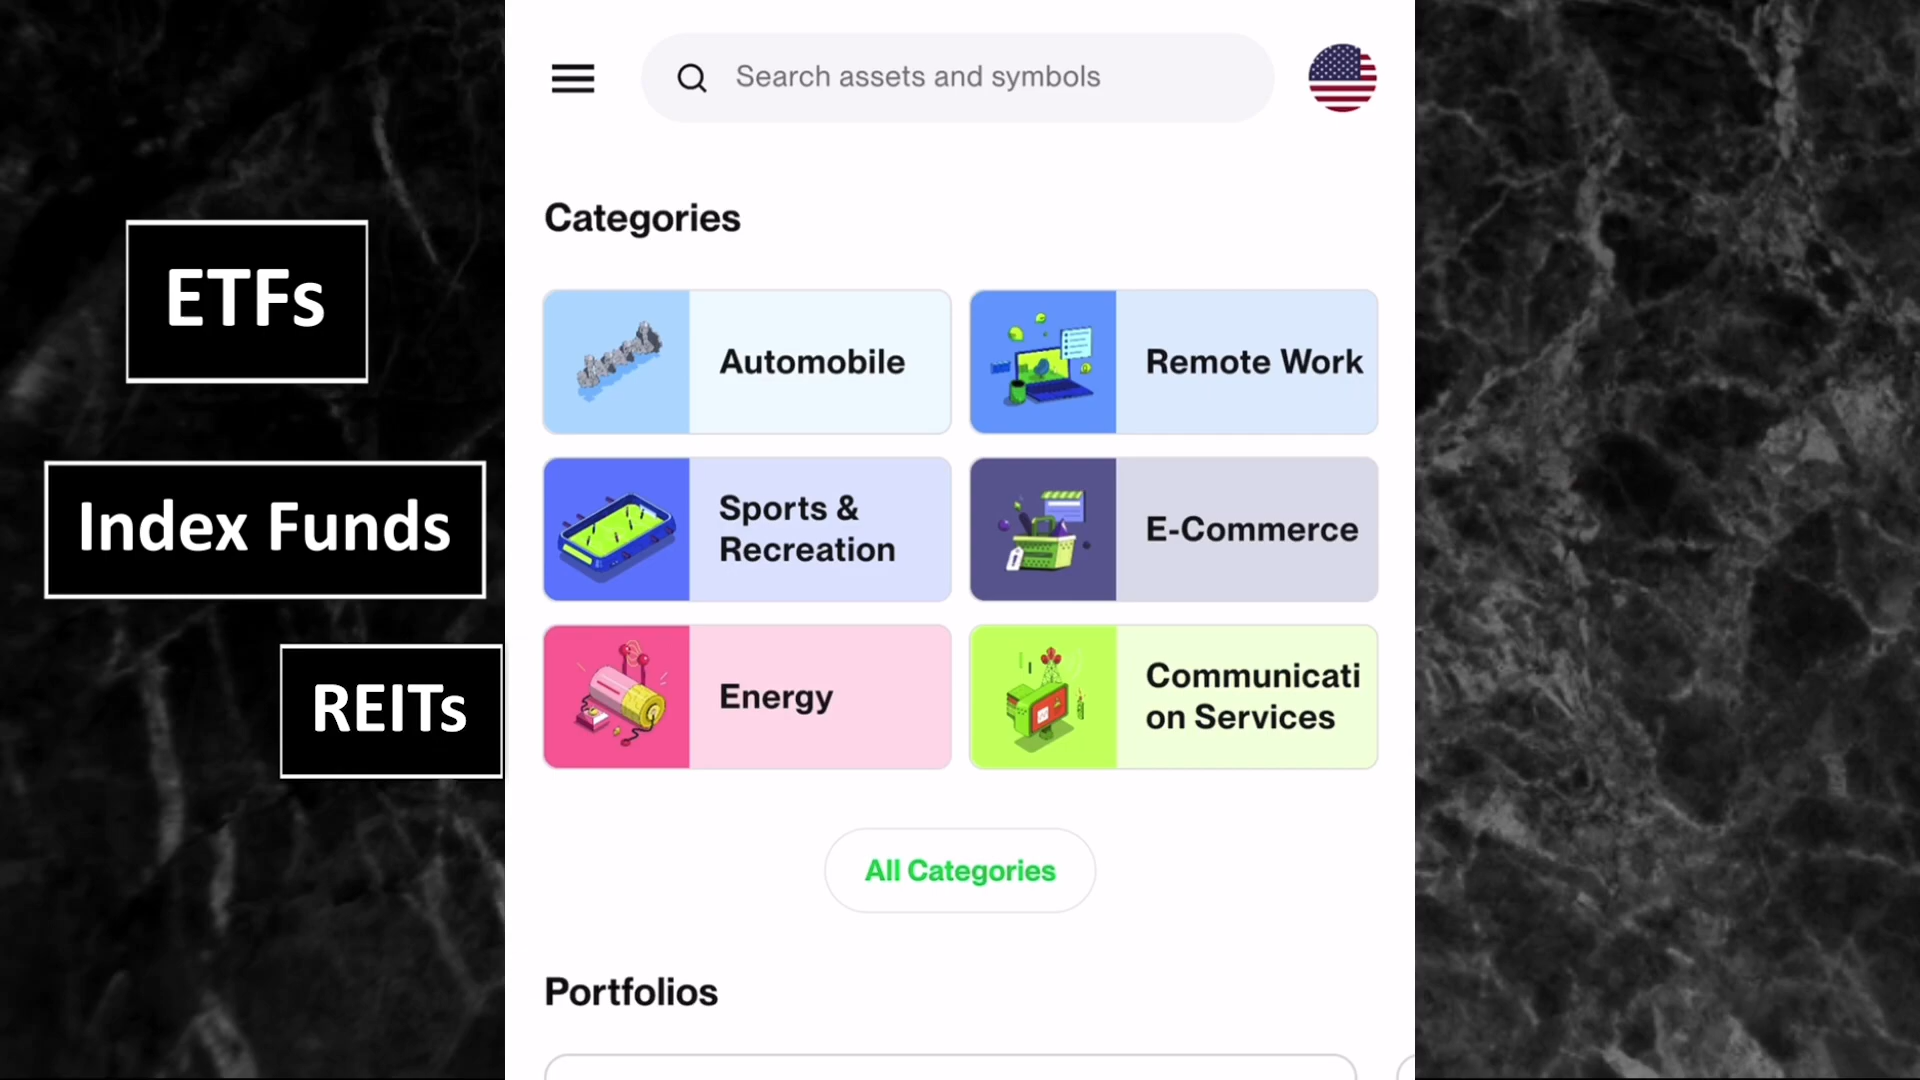 ETFs
Index Funds
REITs
Search assets and symbols
Categories
Automobile
Remote Work
Sports &
Recreation
E-Commerce
Energy
Communicati
on Services
All Categories
Portfolios